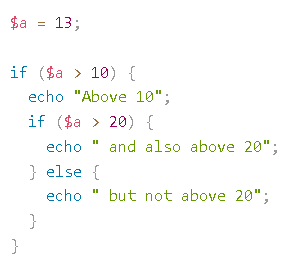 $a = 13;

if ($a > 10) {
  echo "Above 10";
  if ($a > 20) {
    echo " and also above 20";
  } else {
    echo " but not above 20";
  }
}